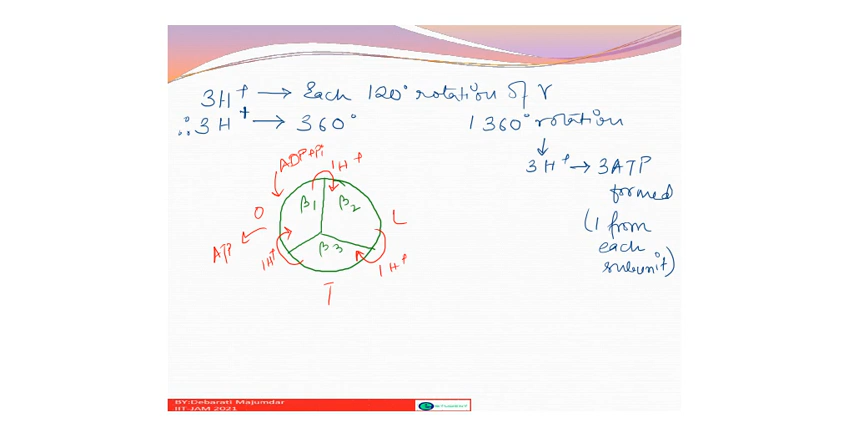 3H⁺ → Each 120° rotation of γ
∴3H⁺ → 360°
1 360° rotation
↓
3H⁺ → 3ATP
formed
(1 from
each
subunit)
ADP+Pi
1H⁺
β1
β2
O
L
ATP
β3
1H⁺
1H⁺
T
BY:Debarati Majumdar
IIT-JAM 2021